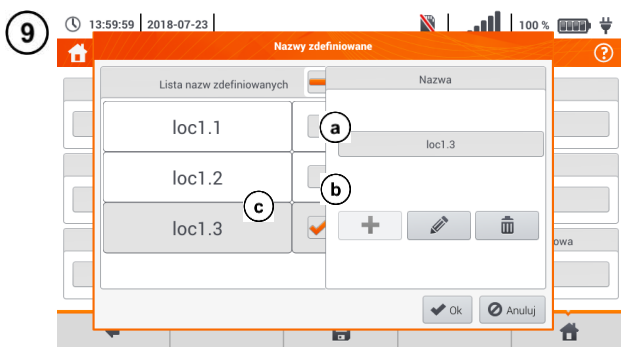 9
13:59:59 2018-07-23 100 %
Nazwy zdefiniowane
?
Lista nazw zdefiniowanych
Nazwa
loc1.1
a
loc1.3
loc1.2
b
c
loc1.3
owa
Ok
Anuluj